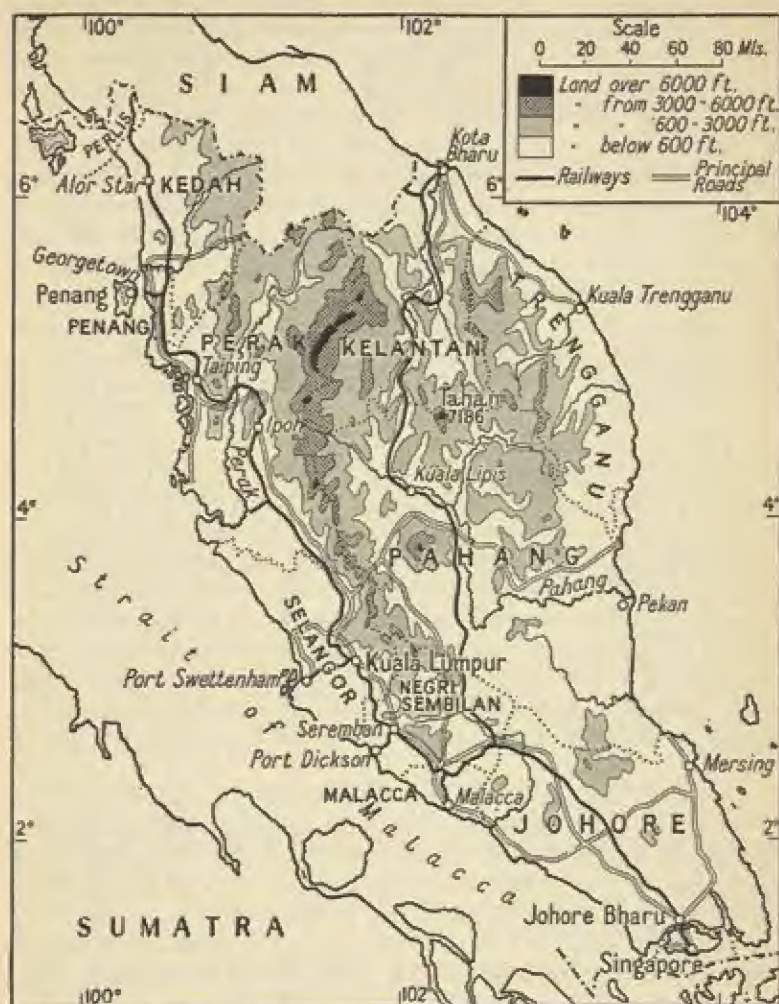 100°
102°
Scale
0 20 40 60 80 Mls.
Land over 6000 ft.
" from 3000-6000 ft.
" " 600-3000 ft.
" below 600 ft.
Railways Principal Roads
SIAM
PERLIS
Kota Bharu
Alor Star
KEDAH
6°
6°
104°
Georgetown
Penang
PENANG
Kuala Trengganu
TRENGGANU
PERAK
KELANTAN
Taiping
Tahan
7186
Ipoh
Perak
Kuala Lipis
4°
4°
PAHANG
Pahang
Pekan
Strait of Malacca
SELANGOR
Kuala Lumpur
Port Swettenham
NEGRI
SEMBILAN
Seremban
Port Dickson
Mersing
MALACCA
Malacca
2°
2°
JOHORE
Johore Bharu
SUMATRA
Singapore
100°
102°